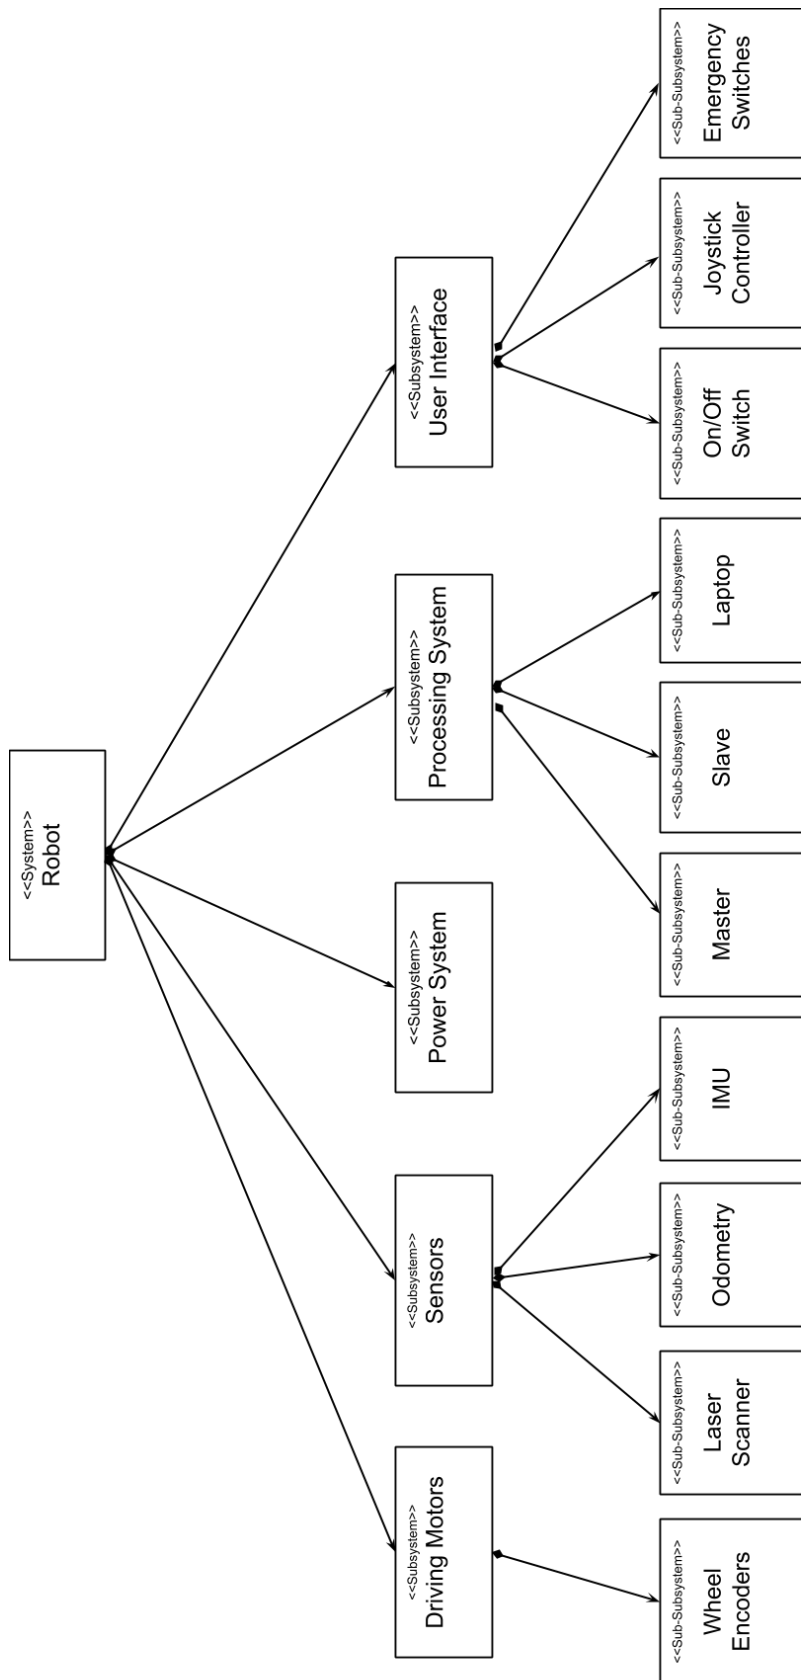 <<System>>
Robot
<<Subsystem>>
Driving Motors
<<Subsystem>>
Sensors
<<Subsystem>>
Power System
<<Subsystem>>
Processing System
<<Subsystem>>
User Interface
<<Sub-Subsystem>>
Wheel
Encoders
<<Sub-Subsystem>>
Laser
Scanner
<<Sub-Subsystem>>
Odometry
<<Sub-Subsystem>>
IMU
<<Sub-Subsystem>>
Master
<<Sub-Subsystem>>
Slave
<<Sub-Subsystem>>
Laptop
<<Sub-Subsystem>>
On/Off
Switch
<<Sub-Subsystem>>
Joystick
Controller
<<Sub-Subsystem>>
Emergency
Switches